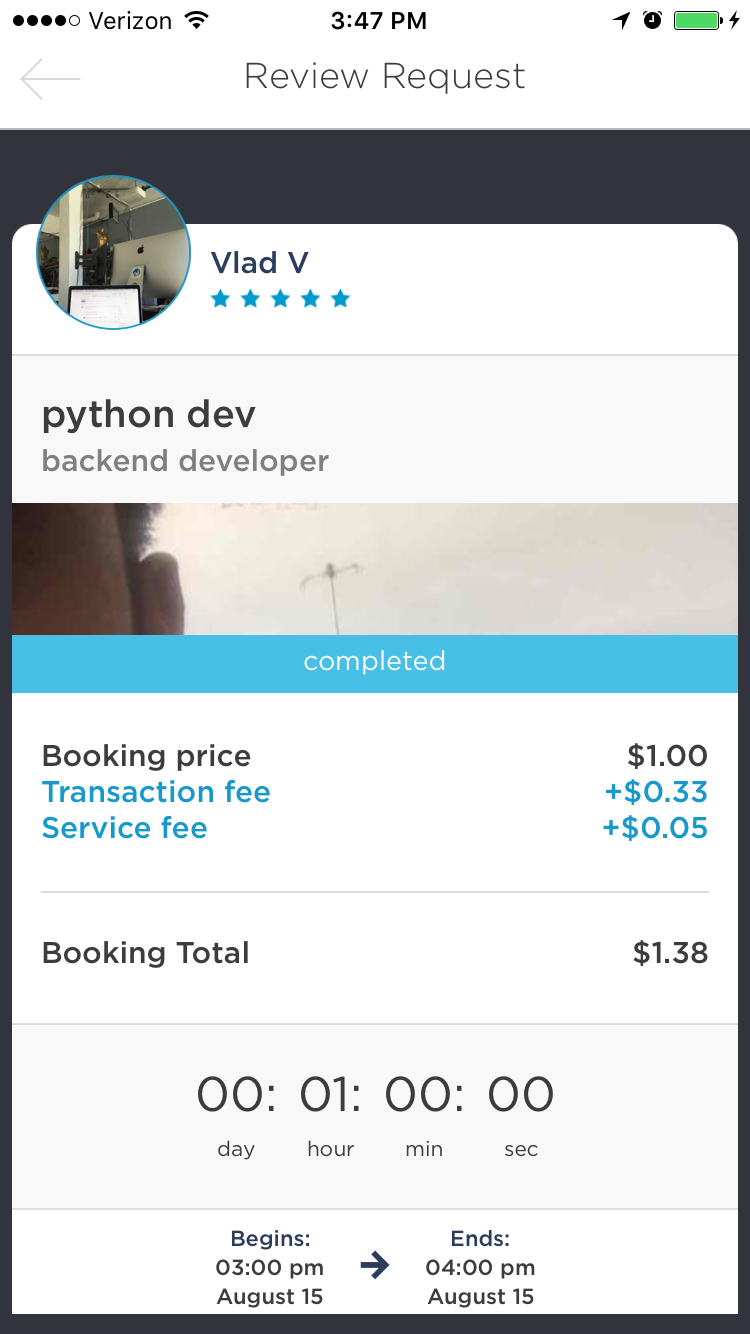 Verizon 3:47 PM
Review Request
Vlad V
python dev
backend developer
completed
Booking price $1.00
Transaction fee +$0.33
Service fee +$0.05
Booking Total $1.38
00: 01: 00: 00
day hour min sec
Begins: Ends:
03:00 pm 04:00 pm
August 15 August 15